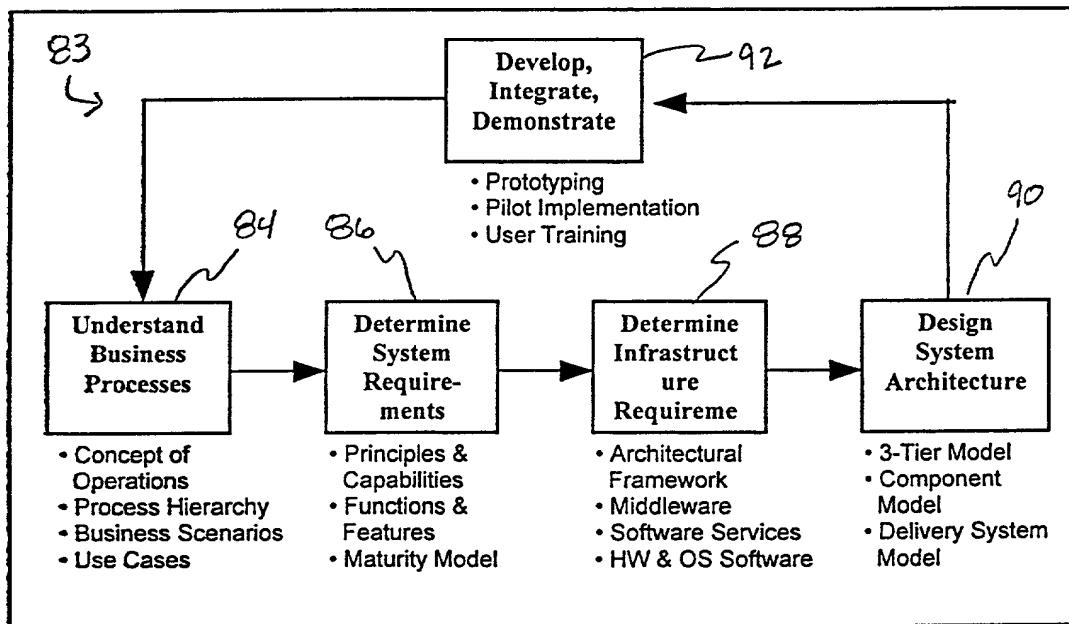 83
Develop,
Integrate,
Demonstrate
92
• Prototyping
• Pilot Implementation
• User Training
84
Understand
Business
Processes
• Concept of
Operations
• Process Hierarchy
• Business Scenarios
• Use Cases
86
Determine
System
Require-
ments
• Principles &
Capabilities
• Functions &
Features
• Maturity Model
88
Determine
Infrastruct
ure
Requireme
• Architectural
Framework
• Middleware
• Software Services
• HW & OS Software
90
Design
System
Architecture
• 3-Tier Model
• Component
Model
• Delivery System
Model